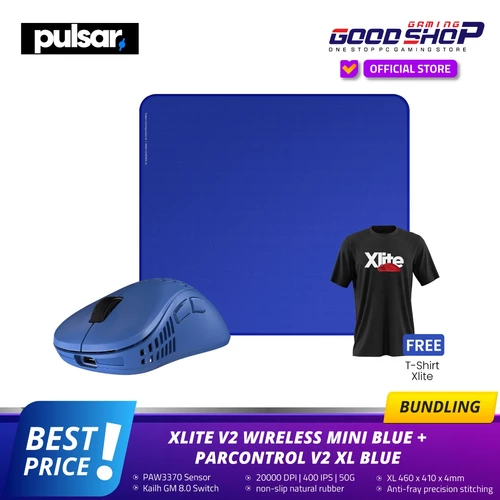 pulsar
GAMING
GOODSHOP
ONE STOP PC GAMING STORE
OFFICIAL STORE
Xlite
FREE
T-Shirt
Xlite
BUNDLING
BEST
PRICE!
XLITE V2 WIRELESS MINI BLUE +
PARCONTROL V2 XL BLUE
• PAW3370 Sensor
• Kailh GM 8.0 Switch
• 20000 DPI | 400 IPS | 50G
• non-slip natural rubber
• XL 460 x 410 x 4mm
• Anti-fray precision stitching